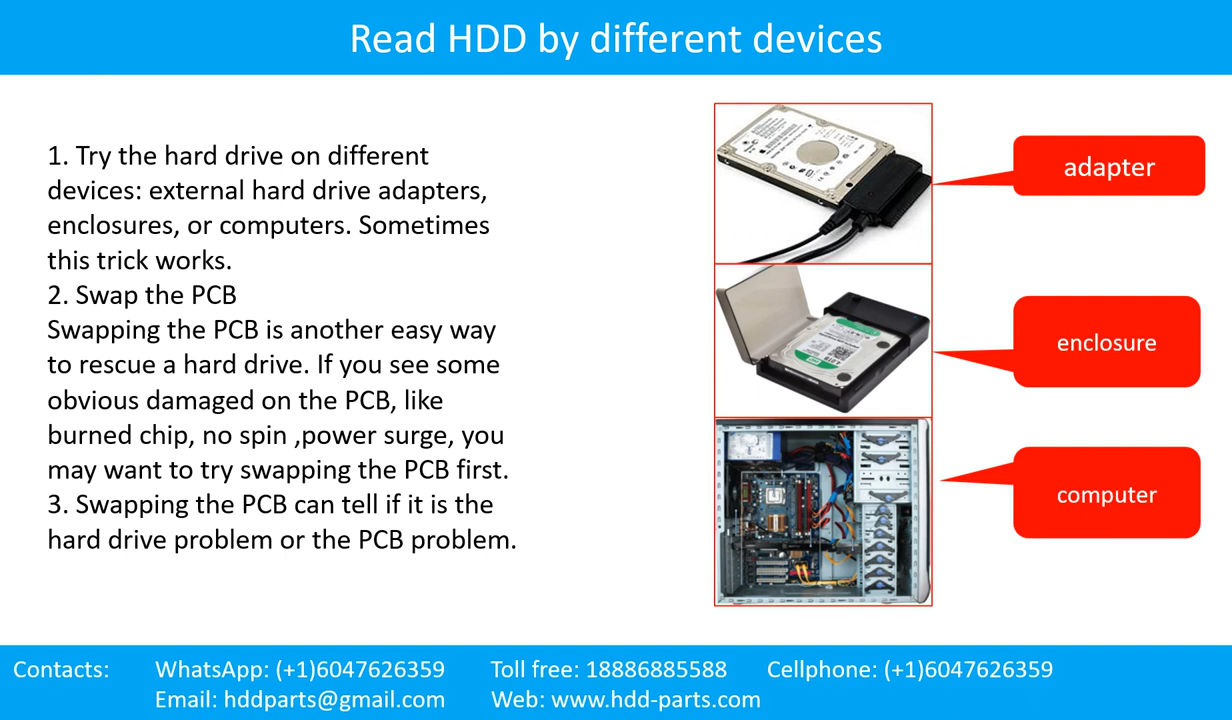 Read HDD by different devices
1. Try the hard drive on different
devices: external hard drive adapters,
enclosures, or computers. Sometimes
this trick works.
2. Swap the PCB
Swapping the PCB is another easy way
to rescue a hard drive. If you see some
obvious damaged on the PCB, like
burned chip, no spin ,power surge, you
may want to try swapping the PCB first.
3. Swapping the PCB can tell if it is the
hard drive problem or the PCB problem.
adapter
enclosure
computer
Contacts: WhatsApp: (+1)6047626359 Toll free: 18886885588 Cellphone: (+1)6047626359
Email: hddparts@gmail.com Web: www.hdd-parts.com